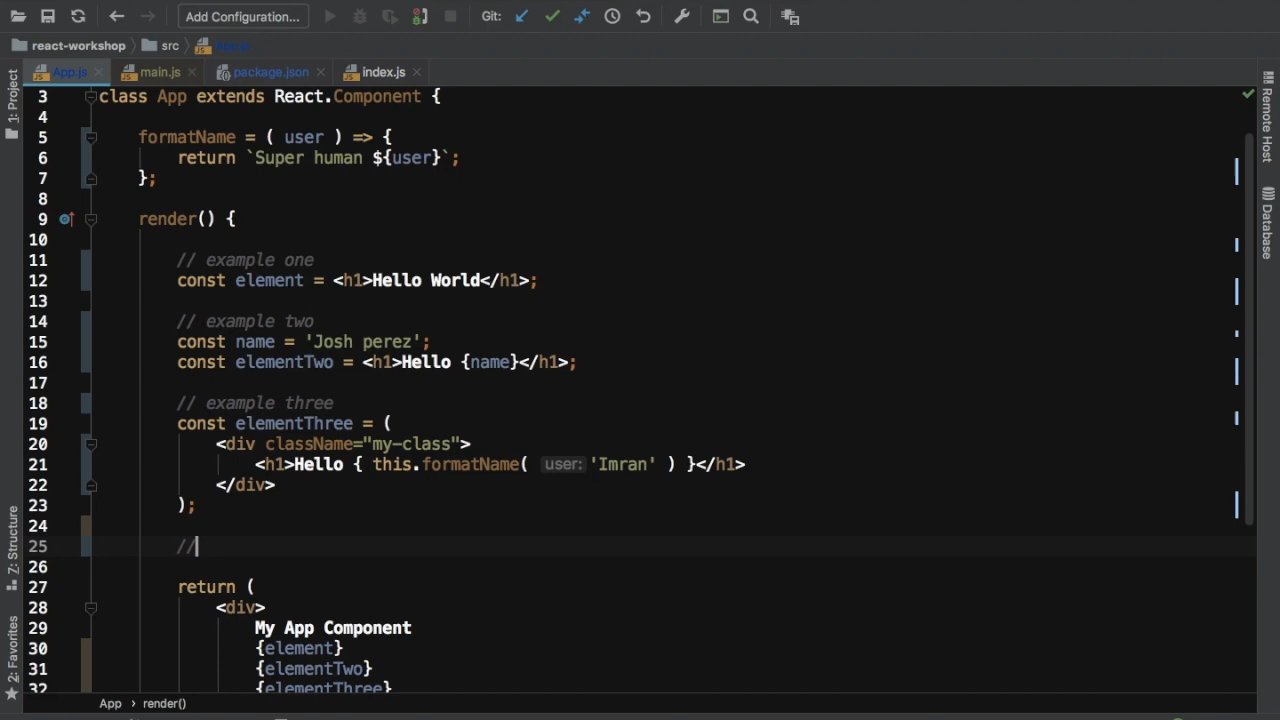 Add Configuration...
Git:
react-workshop
src
App.js
App.js
main.js
package.json
index.js
1: Project
Z: Structure
2: Favorites
Remote Host
Database
3 class App extends React.Component {
4
5 formatName = ( user ) => {
6 return `Super human ${user}`;
7 };
8
9 render() {
10
11 // example one
12 const element = <h1>Hello World</h1>;
13
14 // example two
15 const name = 'Josh perez';
16 const elementTwo = <h1>Hello {name}</h1>;
17
18 // example three
19 const elementThree = (
20 <div className="my-class">
21 <h1>Hello { this.formatName( user: 'Imran' ) }</h1>
22 </div>
23 );
24
25 //
26
27 return (
28 <div>
29 My App Component
30 {element}
31 {elementTwo}
32 {elementThree}
App
render()